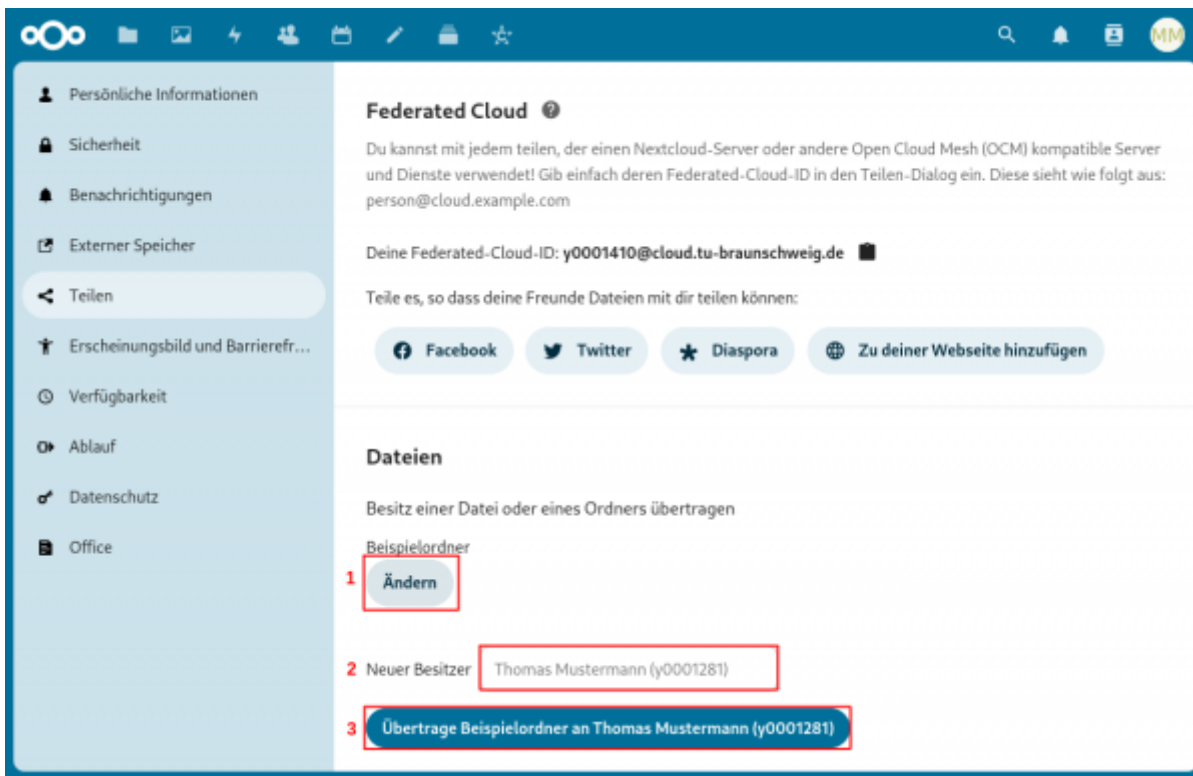 MM
Persönliche Informationen
Sicherheit
Benachrichtigungen
Externer Speicher
Teilen
Erscheinungsbild und Barrierefr...
Verfügbarkeit
Ablauf
Datenschutz
Office
Federated Cloud
Du kannst mit jedem teilen, der einen Nextcloud-Server oder andere Open Cloud Mesh (OCM) kompatible Server
und Dienste verwendet! Gib einfach deren Federated-Cloud-ID in den Teilen-Dialog ein. Diese sieht wie folgt aus:
person@cloud.example.com
Deine Federated-Cloud-ID: y0001410@cloud.tu-braunschweig.de
Teile es, so dass deine Freunde Dateien mit dir teilen können:
Facebook Twitter Diaspora Zu deiner Webseite hinzufügen
Dateien
Besitz einer Datei oder eines Ordners übertragen
Beispielordner
1 Ändern
2 Neuer Besitzer Thomas Mustermann (y0001281)
3 Übertrage Beispielordner an Thomas Mustermann (y0001281)